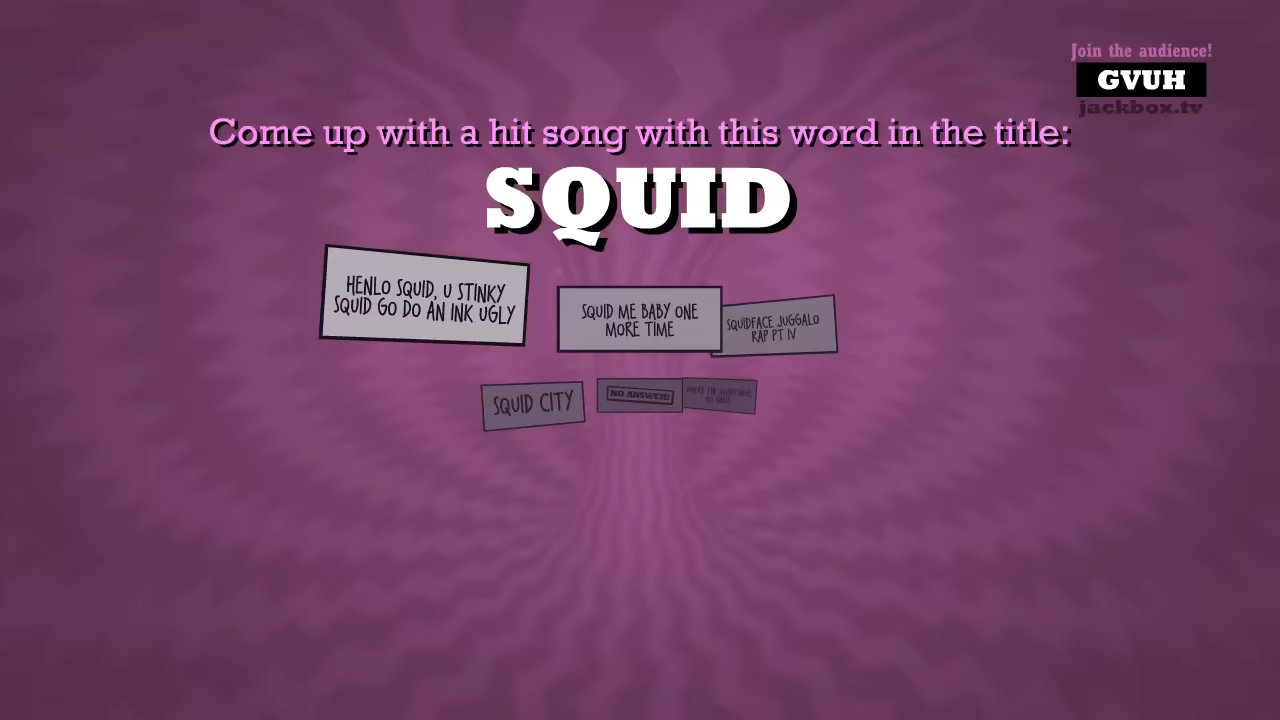 Join the audience!
GVUH
jackbox.tv
Come up with a hit song with this word in the title:
SQUID
HENLO SQUID, U STINKY
SQUID GO DO AN INK UGLY
SQUID ME BABY ONE
MORE TIME
SQUIDFACE JUGGALO
RAP PT IV
SQUID CITY
NO ANSWER!
NO NAME